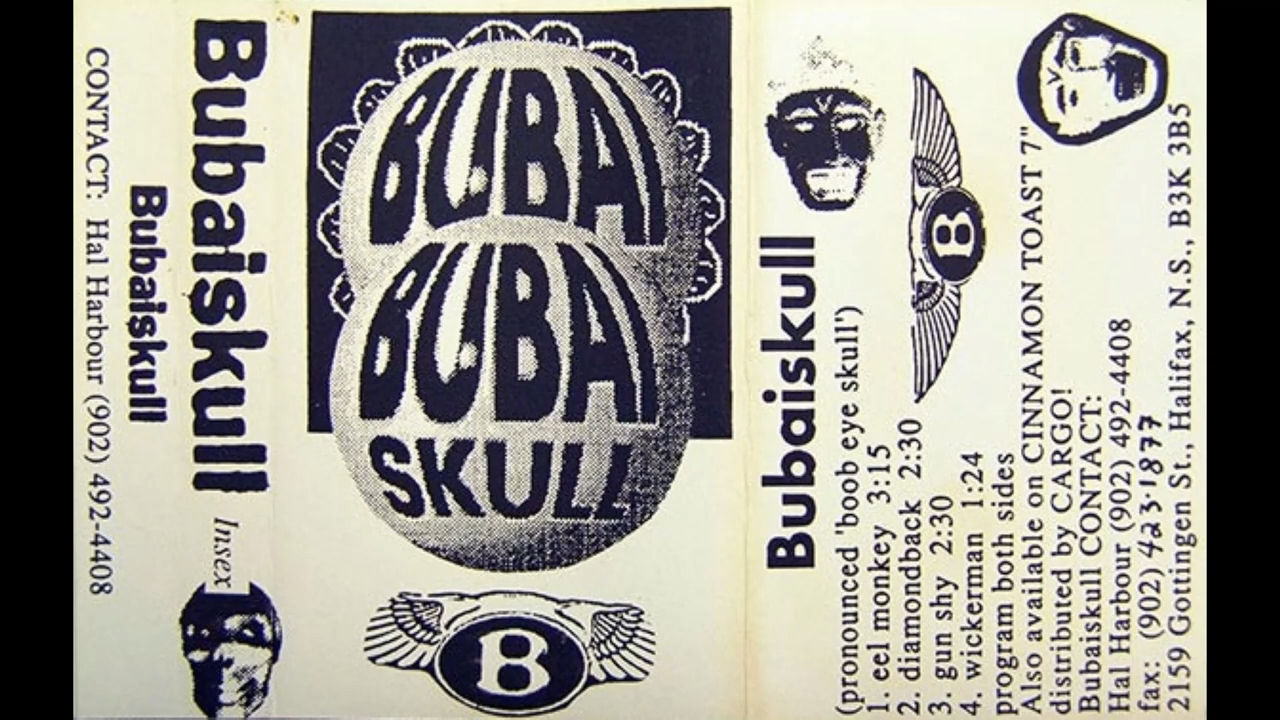 CONTACT: Hal Harbour (902) 492-4408
Bubaiskull
Bubaiskull Insex
BUBAI
BUBAI
SKULL
B
Bubaiskull
(pronounced 'boob eye skull')
1. eel monkey 3:15
2. diamondback 2:30
3. gun shy 2:30
4. wickerman 1:24
program both sides
Also available on CINNAMON TOAST 7"
distributed by CARGO!
Bubaiskull CONTACT:
Hal Harbour (902) 492-4408
fax: (902) 423·1877
2159 Gottingen St., Halifax, N.S., B3K 3B5
B